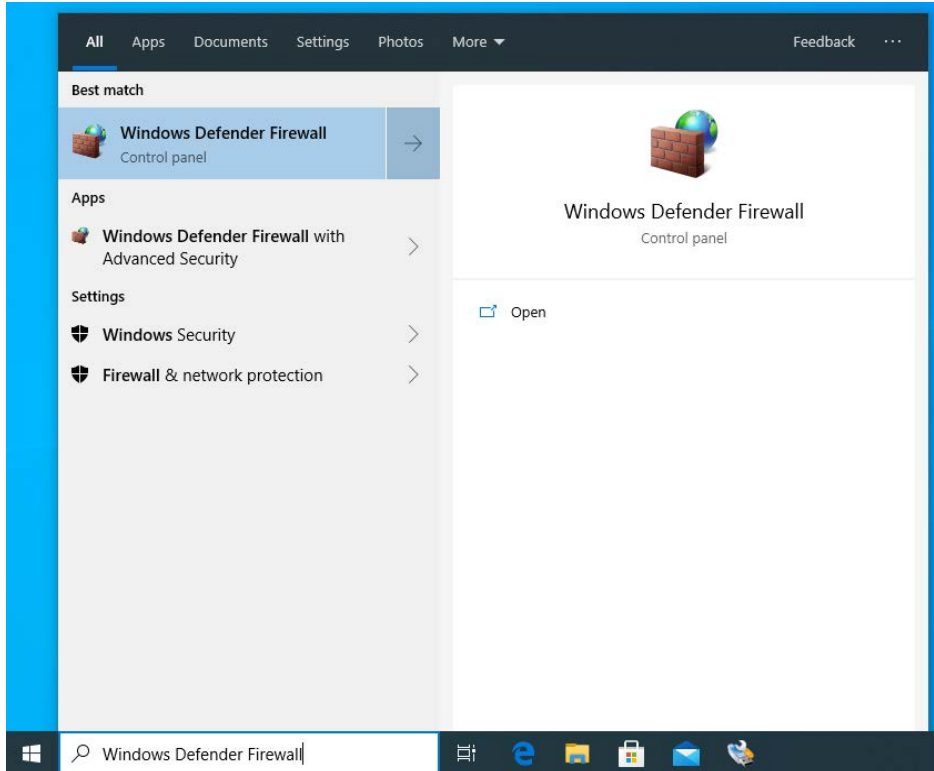 All Apps Documents Settings Photos More Feedback ...
Best match
Windows Defender Firewall
Control panel
Apps
Windows Defender Firewall with
Advanced Security
Settings
Windows Security
Firewall & network protection
Windows Defender Firewall
Control panel
Open
Windows Defender Firewall